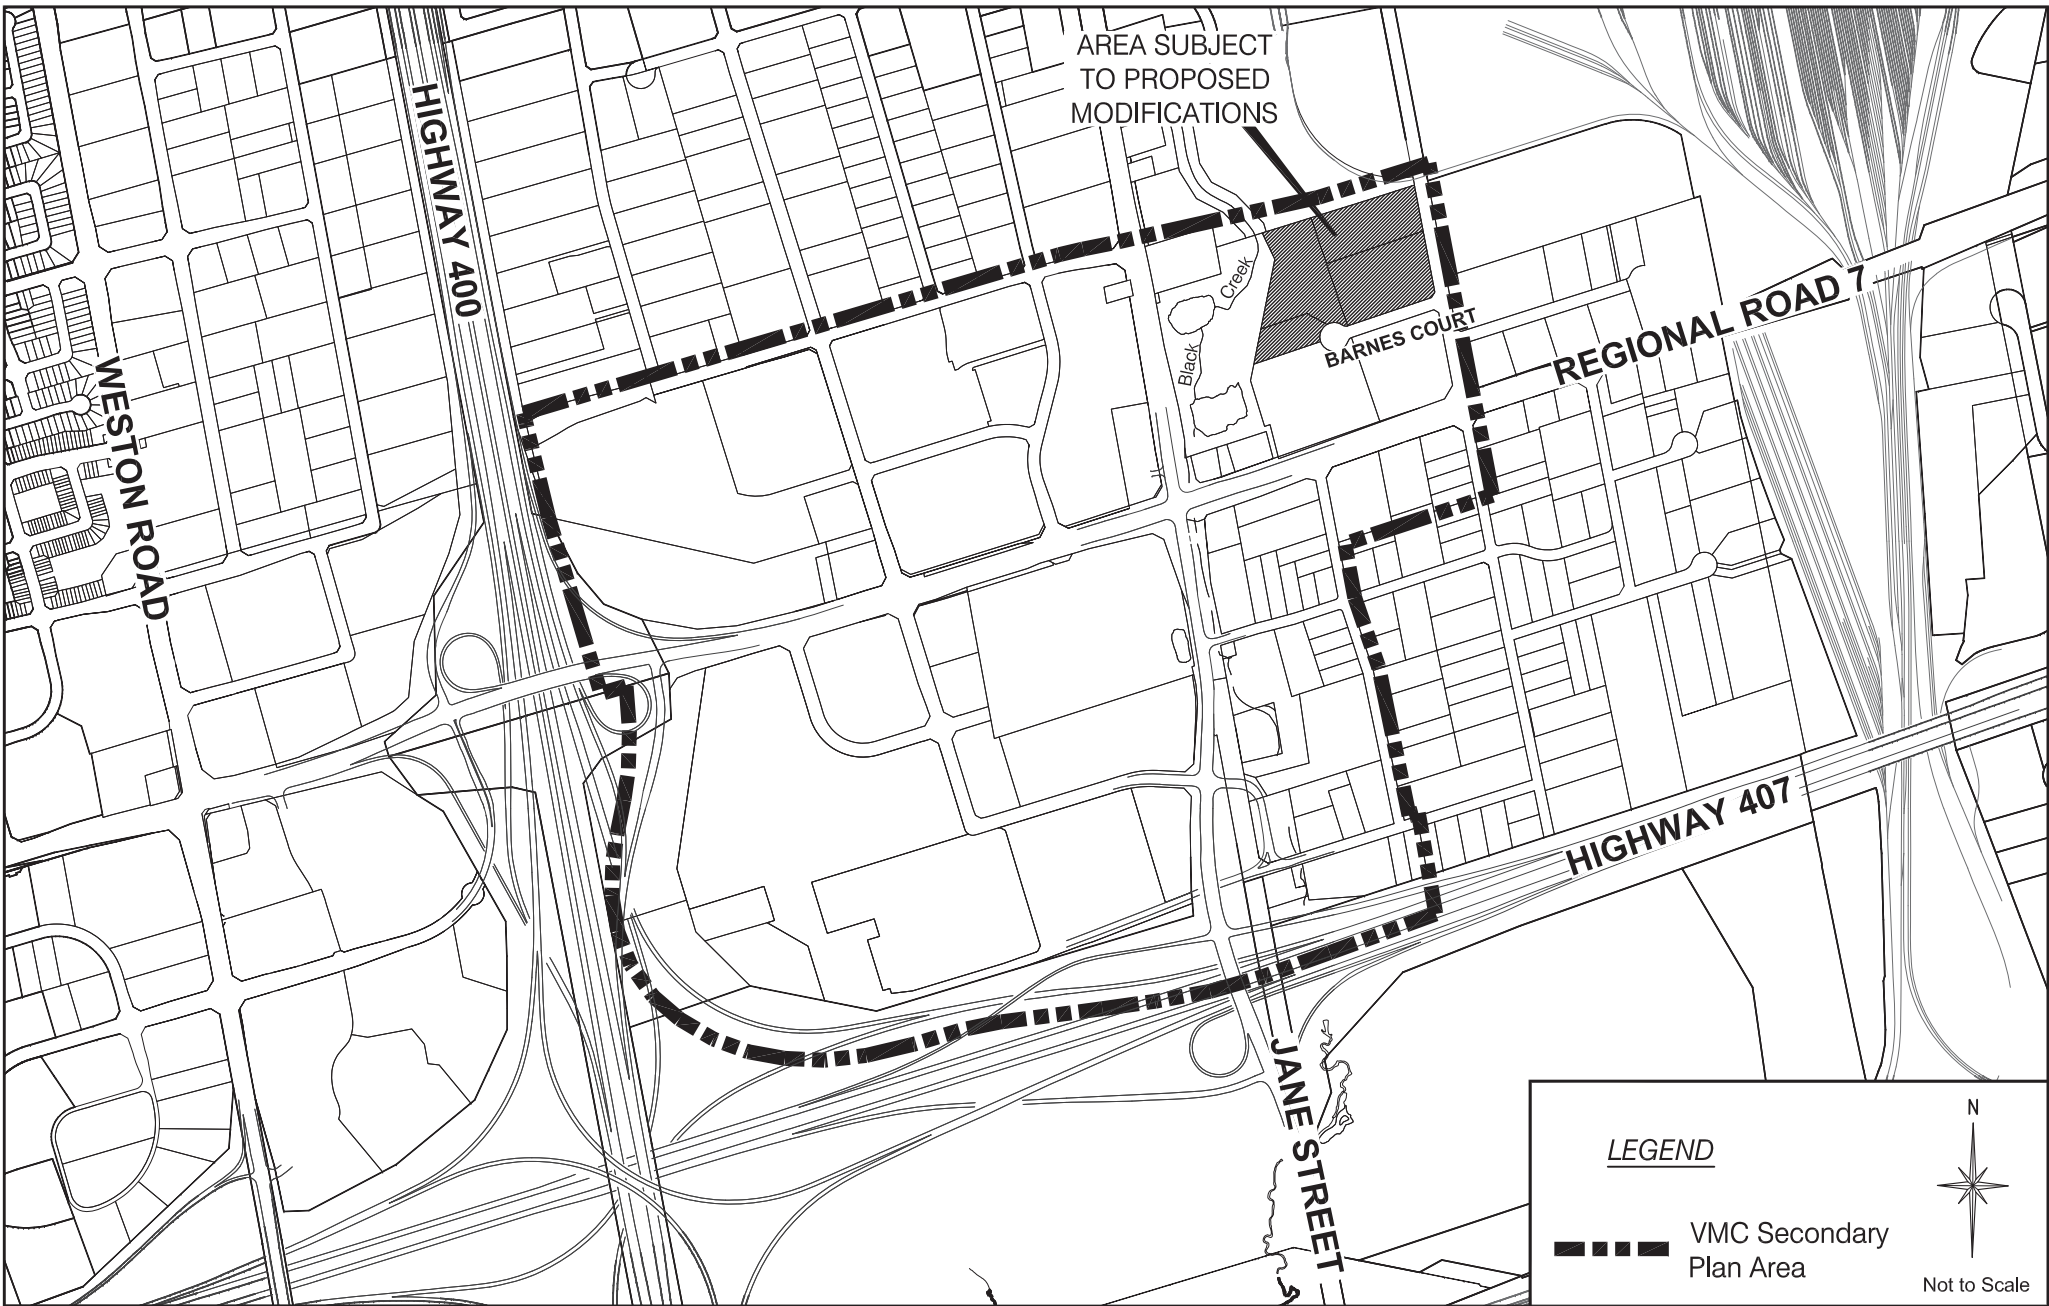 AREA SUBJECT
TO PROPOSED
MODIFICATIONS
HIGHWAY 400
WESTON ROAD
Black
Creek
BARNES COURT
REGIONAL ROAD 7
HIGHWAY 407
JANE STREET
LEGEND
N
VMC Secondary
Plan Area
Not to Scale